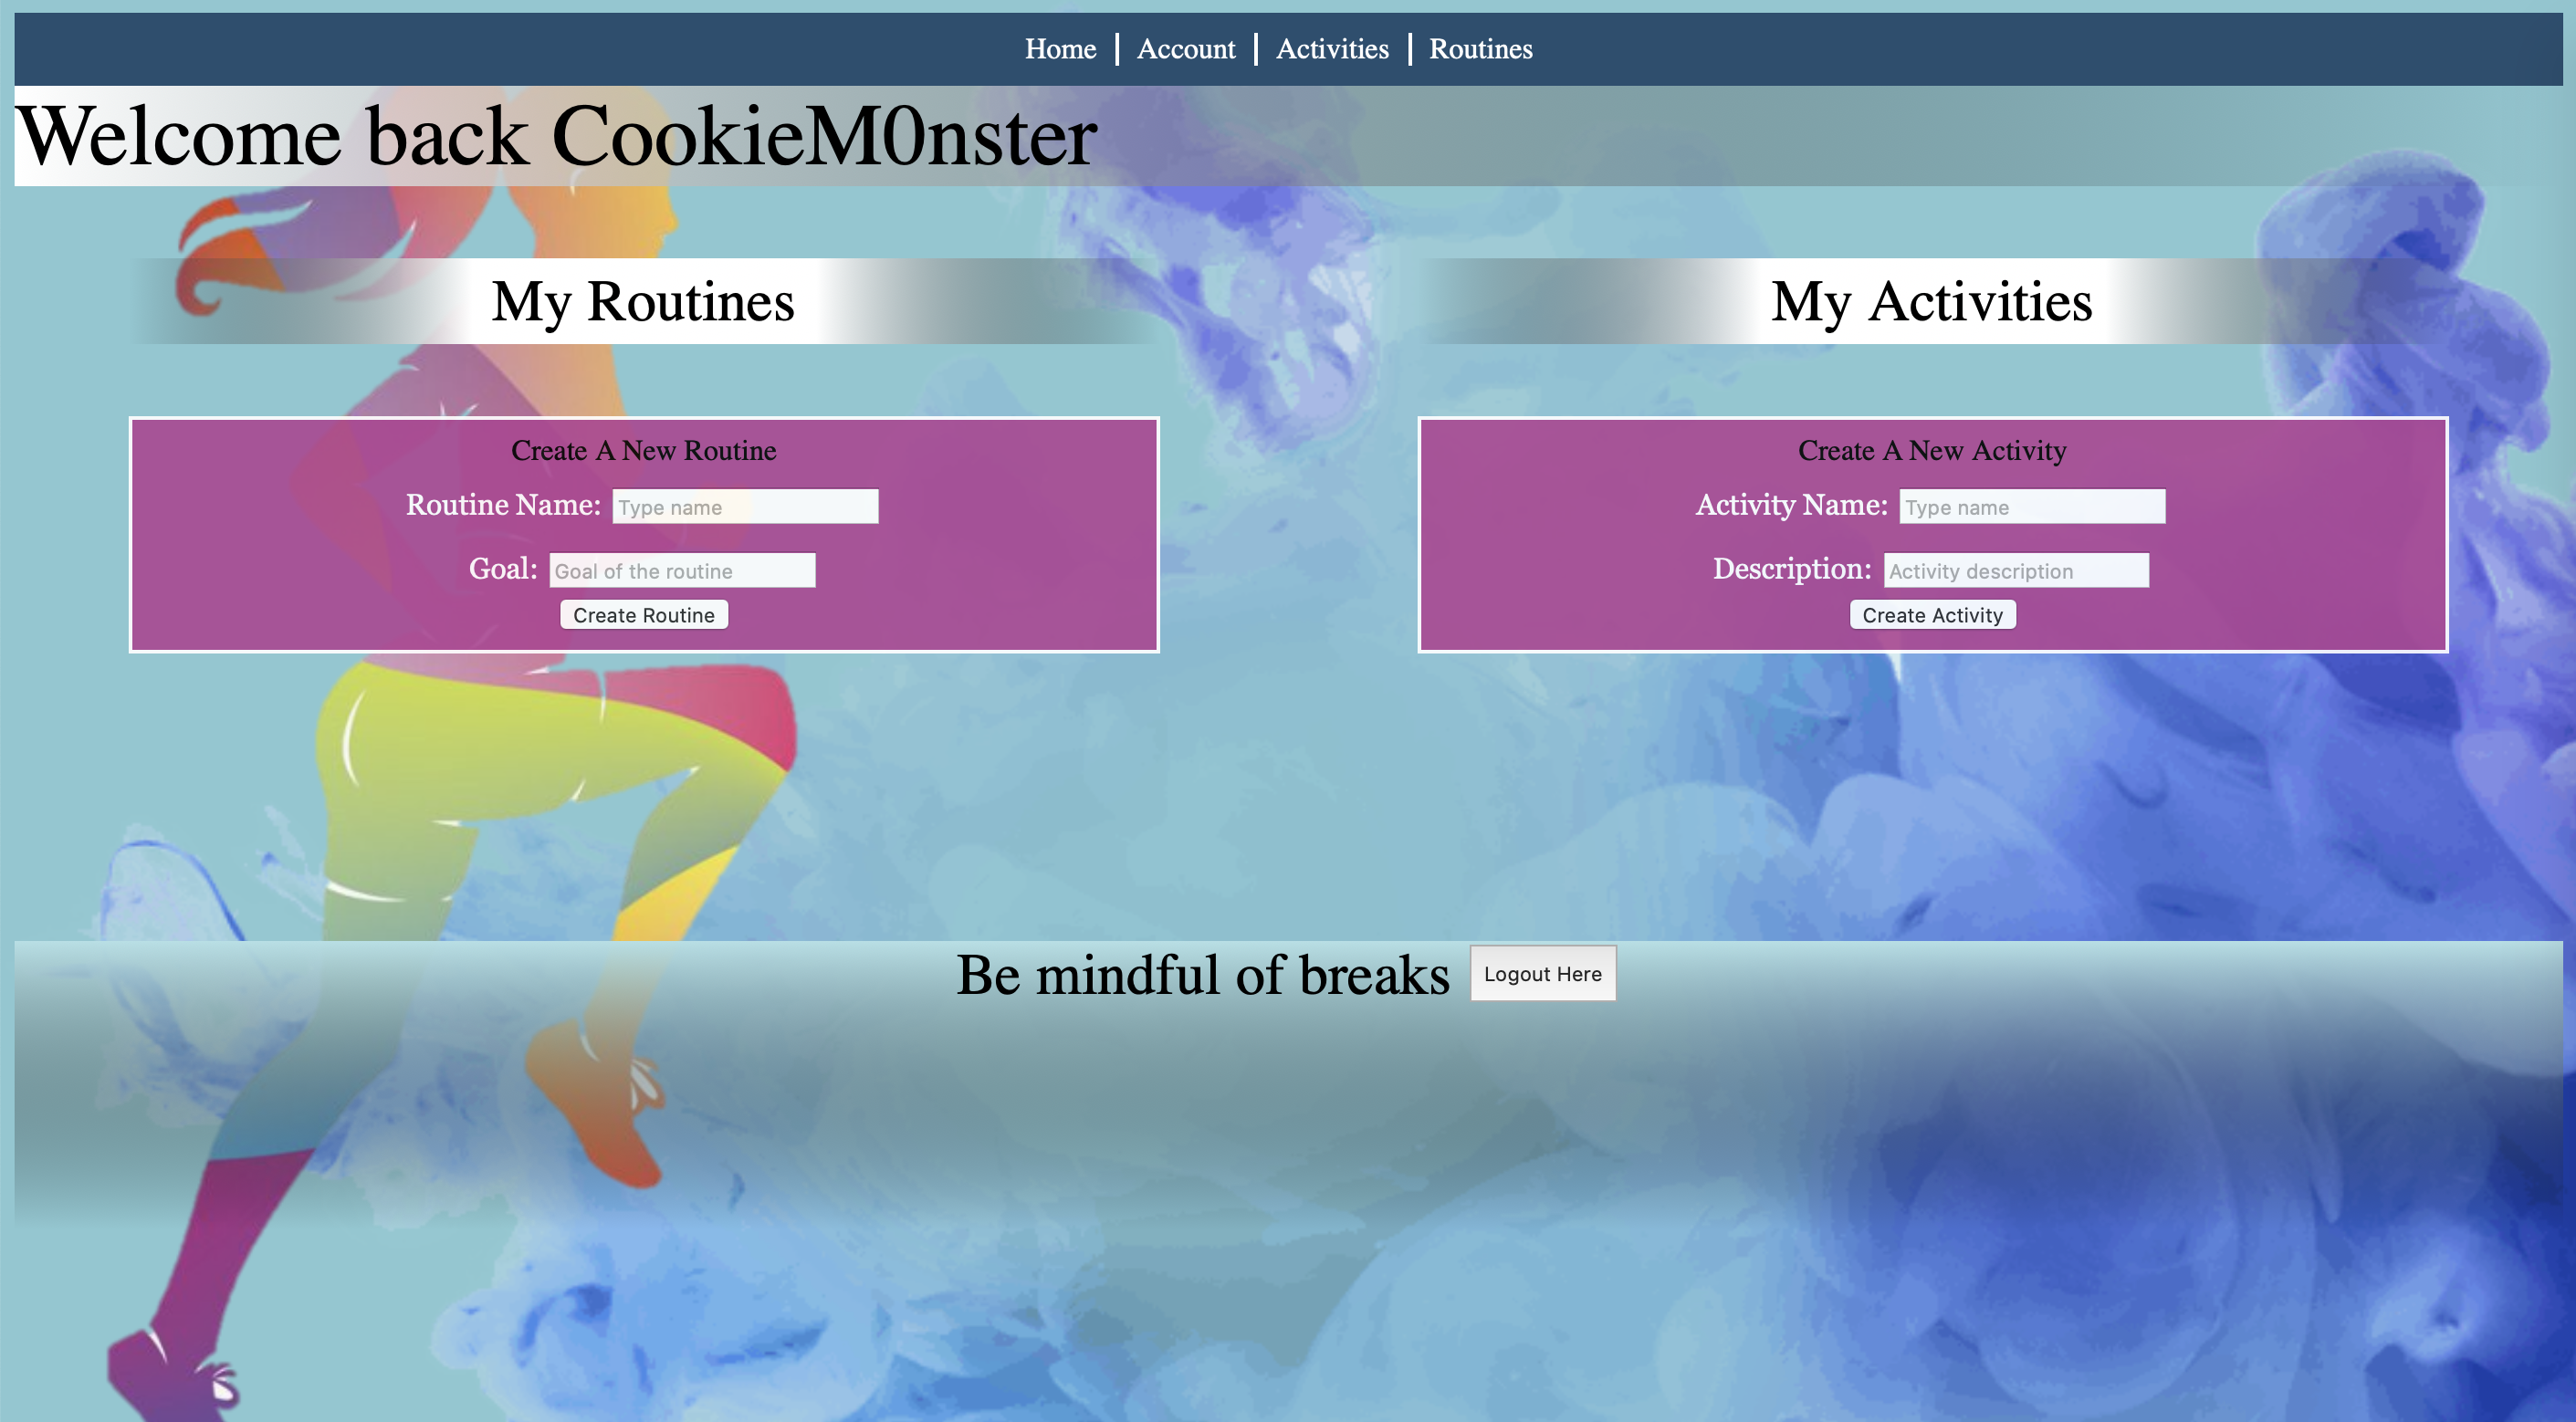 Home | Account | Activities | Routines
Welcome back CookieM0nster
My Routines
Create A New Routine
Routine Name: Type name
Goal: Goal of the routine
Create Routine
My Activities
Create A New Activity
Activity Name: Type name
Description: Activity description
Create Activity
Be mindful of breaks Logout Here